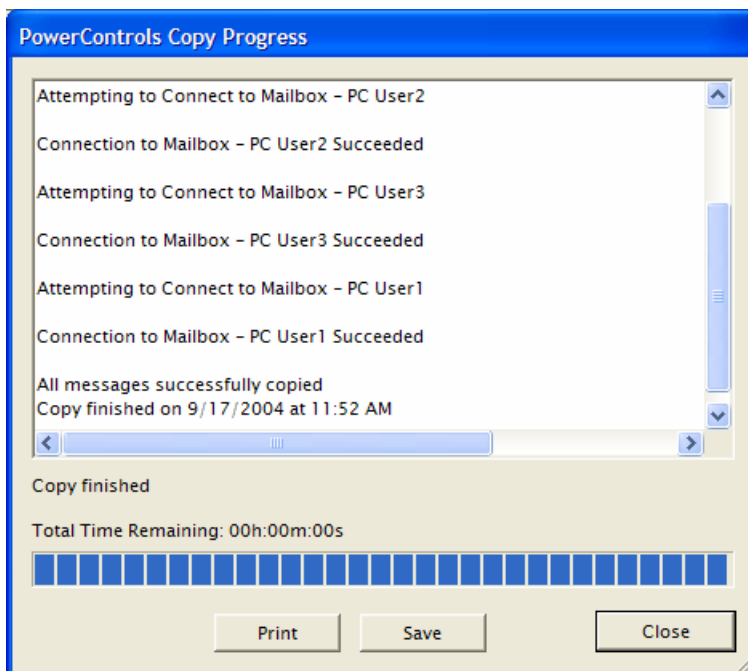 PowerControls Copy Progress
Attempting to Connect to Mailbox - PC User2
Connection to Mailbox - PC User2 Succeeded
Attempting to Connect to Mailbox - PC User3
Connection to Mailbox - PC User3 Succeeded
Attempting to Connect to Mailbox - PC User1
Connection to Mailbox - PC User1 Succeeded
All messages successfully copied
Copy finished on 9/17/2004 at 11:52 AM
Copy finished
Total Time Remaining: 00h:00m:00s
Print Save Close